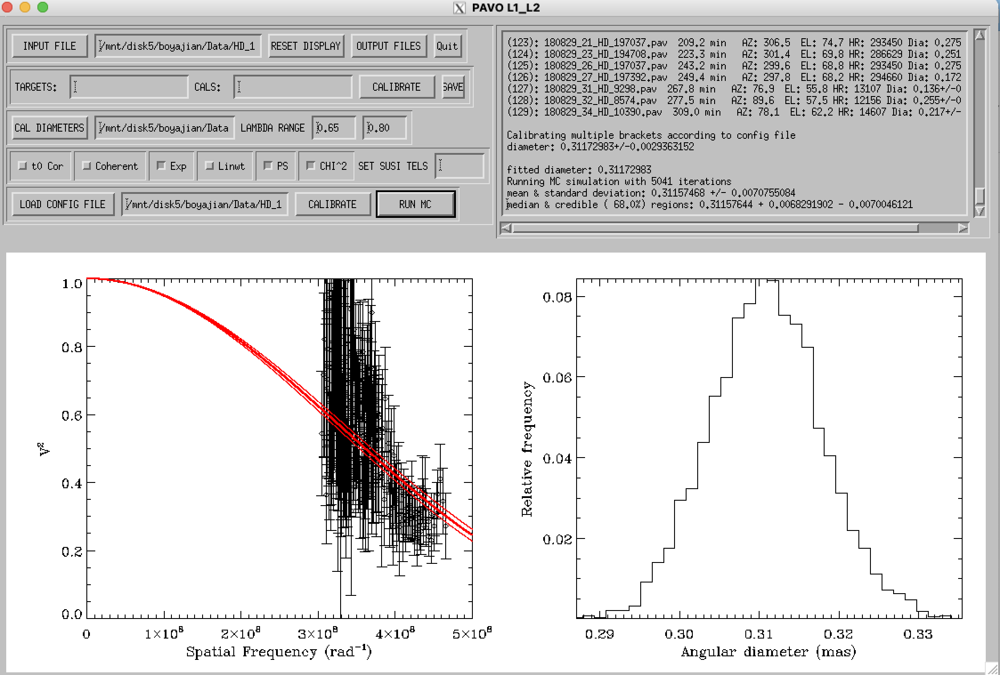 PAVO L1_L2
INPUT FILE /mnt/disk5/boyajian/Data/HD_1 RESET DISPLAY OUTPUT FILES Quit
TARGETS: CALS: CALIBRATE SAVE
CAL DIAMETERS /mnt/disk5/boyajian/Data LAMBDA RANGE 0.65 0.80
t0 Cor Coherent Exp Linwt PS CHI^2 SET SUSI TELS
LOAD CONFIG FILE /mnt/disk5/boyajian/Data/HD_1 CALIBRATE RUN MC
(123): 180829_21_HD_197037.pav 209.2 min AZ: 306.5 EL: 74.7 HR: 293450 Dia: 0.275
(124): 180829_23_HD_194708.pav 223.3 min AZ: 301.4 EL: 69.8 HR: 286629 Dia: 0.251
(125): 180829_26_HD_197037.pav 243.2 min AZ: 299.6 EL: 68.8 HR: 293450 Dia: 0.275
(126): 180829_27_HD_197392.pav 249.4 min AZ: 297.8 EL: 68.2 HR: 294660 Dia: 0.172
(127): 180829_31_HD_9298.pav 267.8 min AZ: 76.9 EL: 55.8 HR: 13107 Dia: 0.136+/-0
(128): 180829_32_HD_8574.pav 277.5 min AZ: 89.6 EL: 57.5 HR: 12156 Dia: 0.255+/-0
(129): 180829_34_HD_10390.pav 309.0 min AZ: 78.1 EL: 62.2 HR: 14607 Dia: 0.217+/-
Calibrating multiple brackets according to config file
diameter: 0.31172983+/-0.0029363152
fitted diameter: 0.31172983
Running MC simulation with 5041 iterations
mean & standard deviation: 0.31157468 +/- 0.0070755084
median & credible ( 68.0%) regions: 0.31157644 + 0.0068291902 - 0.0070046121
1.0
0.8
0.6
0.4
0.2
0.0
V²
0 1×10⁸ 2×10⁸ 3×10⁸ 4×10⁸ 5×10⁸
Spatial Frequency (rad⁻¹)
0.08
0.06
0.04
0.02
Relative frequency
0.29 0.30 0.31 0.32 0.33
Angular diameter (mas)